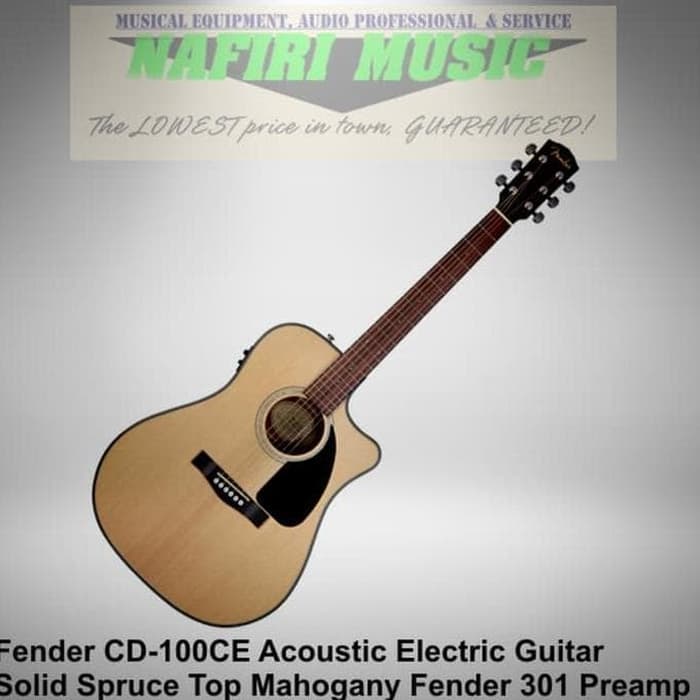 MUSICAL EQUIPMENT, AUDIO PROFESSIONAL & SERVICE
NAFIRI MUSIC
The LOWEST price in town, GUARANTEED!
Fender
Fender CD-100CE Acoustic Electric Guitar
Solid Spruce Top Mahogany Fender 301 Preamp